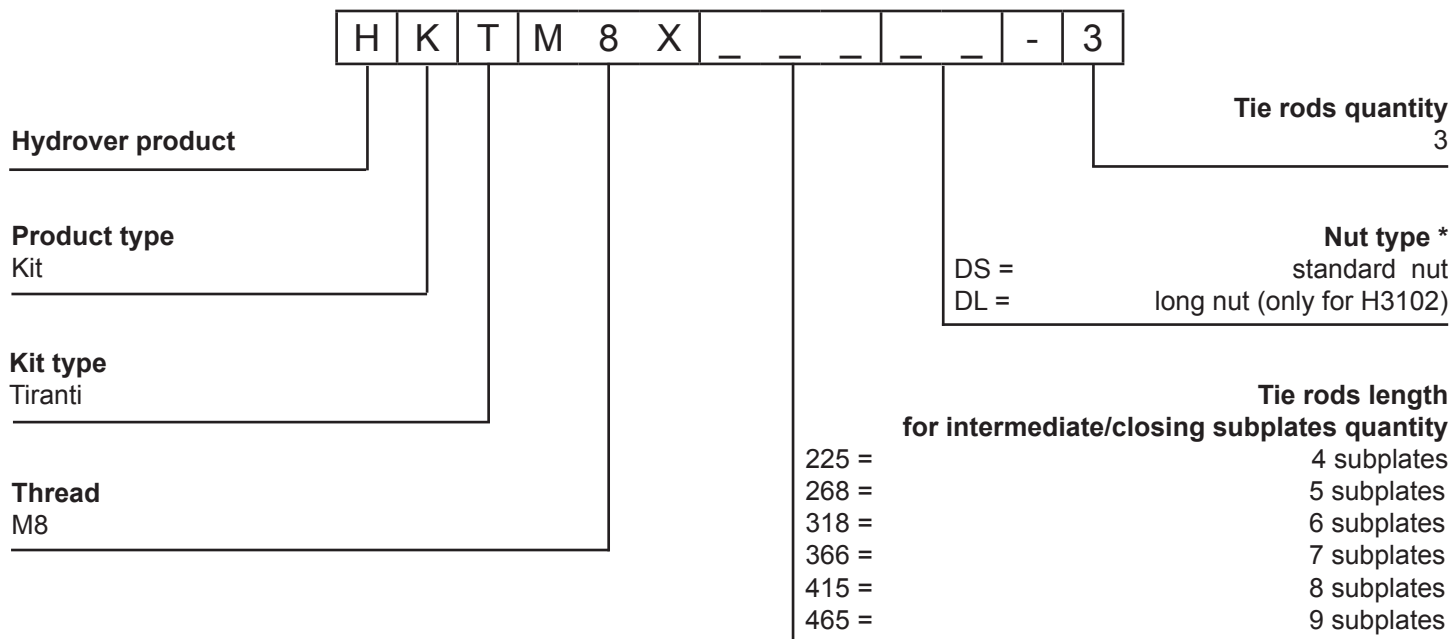 H K T M 8 X _ _ _ _ _ - 3
Hydrover product
Product type
Kit
Kit type
Tiranti
Thread
M8
Tie rods quantity
3
Nut type *
DS = standard nut
DL = long nut (only for H3102)
Tie rods length
for intermediate/closing subplates quantity
225 = 4 subplates
268 = 5 subplates
318 = 6 subplates
366 = 7 subplates
415 = 8 subplates
465 = 9 subplates